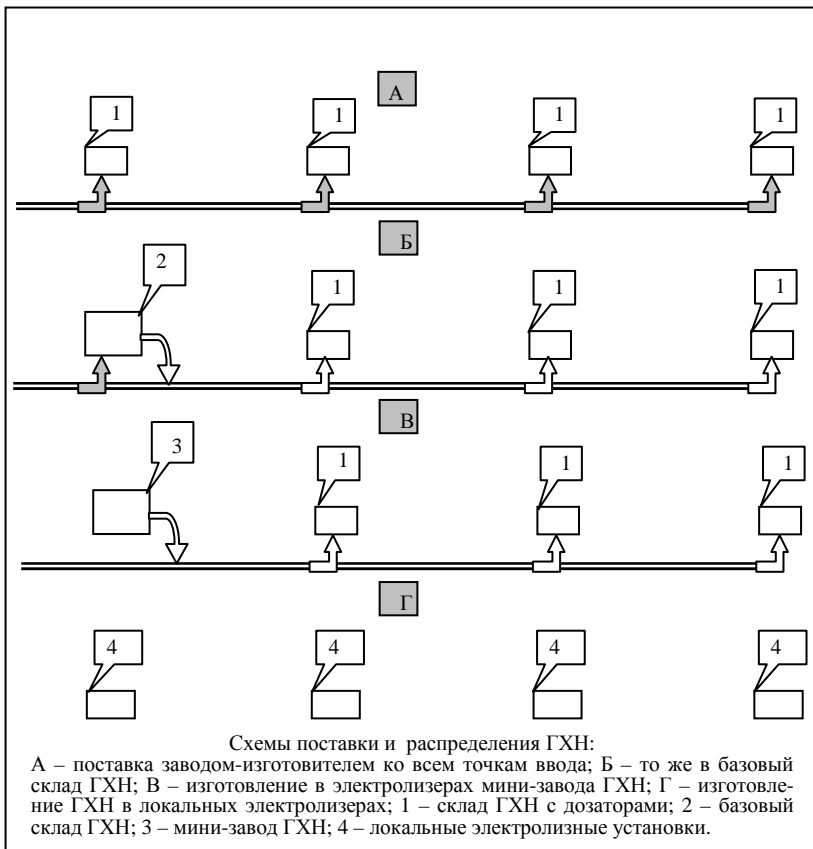 А
1 1 1 1
Б
2 1 1 1
В
3 1 1 1
Г
4 4 4 4
Схемы поставки и распределения ГХН:
А – поставка заводом-изготовителем ко всем точкам ввода; Б – то же в базовый
склад ГХН; В – изготовление в электролизерах мини-завода ГХН; Г – изготовле-
ние ГХН в локальных электролизерах; 1 – склад ГХН с дозаторами; 2 – базовый
склад ГХН; 3 – мини-завод ГХН; 4 – локальные электролизные установки.